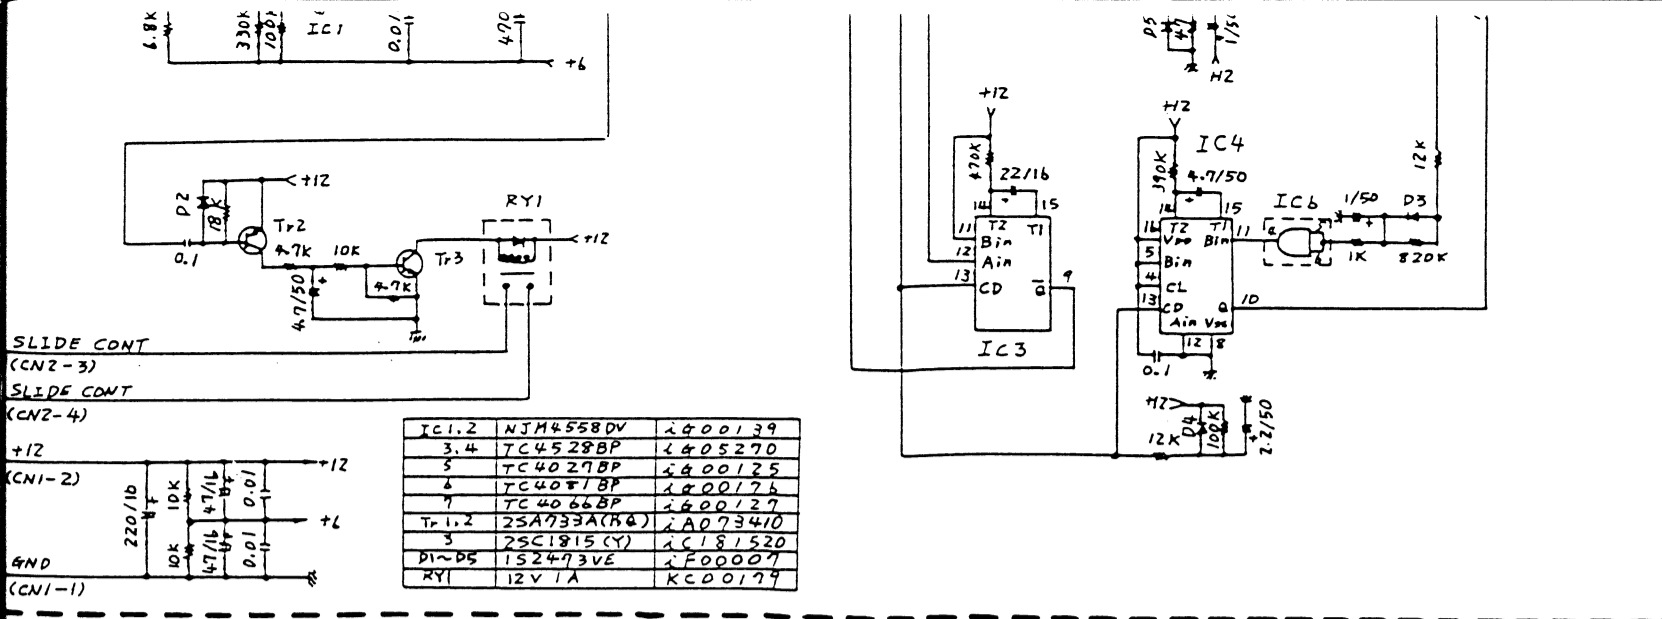 6.8K
330K
IC1
0.01
470
+6
D2
18K
+12
Tr2
0.1
4.7K
10K
4.7/50
+
4.7K
Tr3
RY1
+12
SLIDE CONT
(CN2-3)
SLIDE CONT
(CN2-4)
+12
(CN1-2)
220/16
10K
47/16
0.01
+12
+6
10K
47/16
0.01
GND
(CN1-1)
IC1.2 NJM4558DV iG00139
3.4 TC4528BP iG05270
5 TC4027BP iG00125
6 TC4081BP iG00176
7 TC4066BP iG00127
Tr1.2 2SA733A(RQ) iA073410
3 2SC1815(Y) iC181520
D1~D5 1S2473VE iF00007
RY1 12V 1A KC00179
D5
47
H2
+12
470K
22/16
+
14
15
T2
T1
11
Bin
12
Ain
13
CD
Q
9
IC3
H2
IC4
390K
4.7/50
+
14
15
T2
T1
16
VDD
Bin
11
5
Bin
4
CL
13
CD
Q
10
Ain
Vss
12
8
0.1
IC6
1/50
+
D3
12K
1K
820K
H2
12K
D4
100K
2.2/50
+